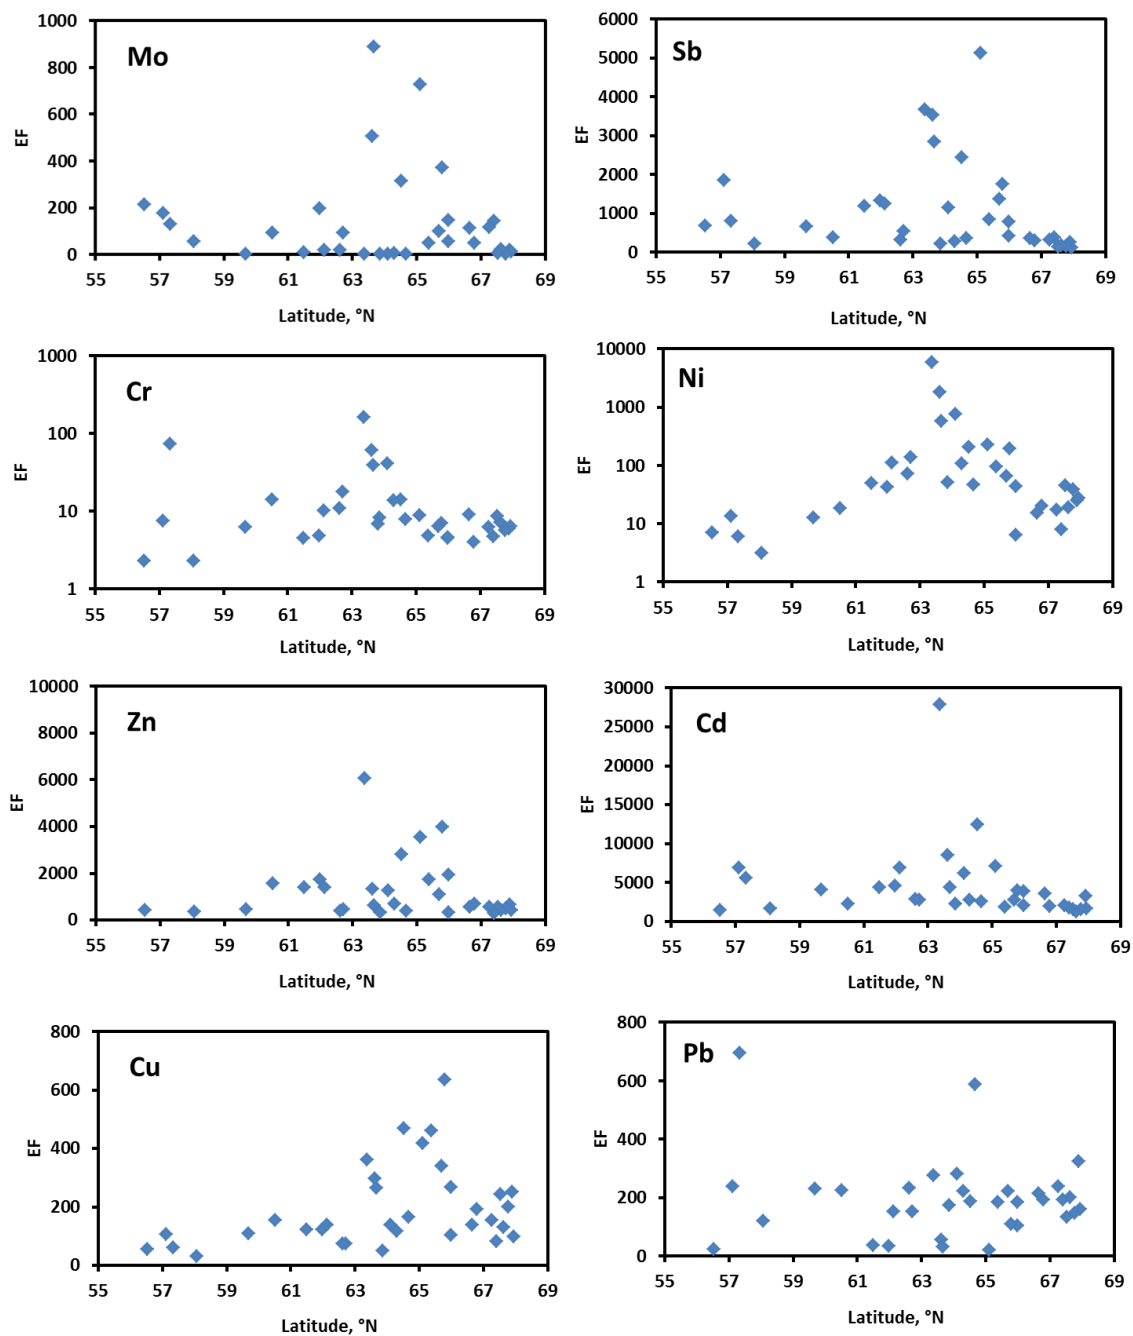 1000
800
600
400
200
0
EF
Mo
55 57 59 61 63 65 67 69
Latitude, °N
6000
5000
4000
3000
2000
1000
0
EF
Sb
55 57 59 61 63 65 67 69
Latitude, °N
1000
100
10
1
EF
Cr
55 57 59 61 63 65 67 69
Latitude, °N
10000
1000
100
10
1
EF
Ni
55 57 59 61 63 65 67 69
Latitude, °N
10000
8000
6000
4000
2000
0
EF
Zn
55 57 59 61 63 65 67 69
Latitude, °N
30000
25000
20000
15000
10000
5000
0
EF
Cd
55 57 59 61 63 65 67 69
Latitude, °N
800
600
400
200
0
EF
Cu
55 57 59 61 63 65 67 69
Latitude, °N
800
600
400
200
0
EF
Pb
55 57 59 61 63 65 67 69
Latitude, °N